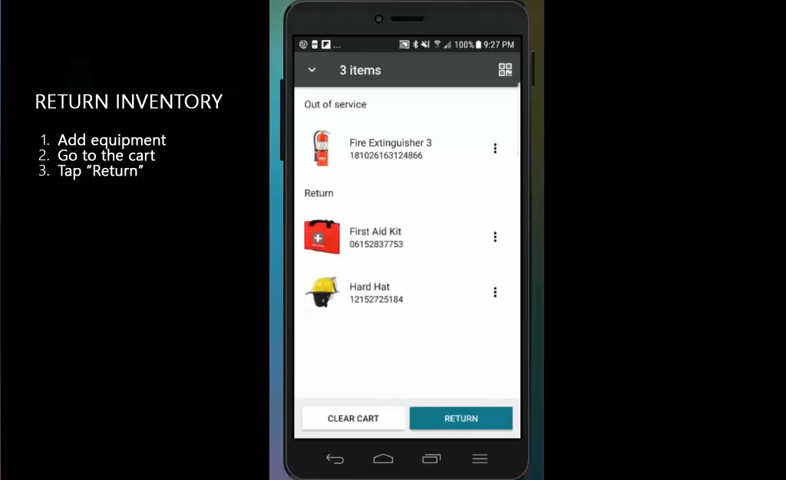 RETURN INVENTORY
1. Add equipment
2. Go to the cart
3. Tap "Return"
... 100% 9:27 PM
3 items
Out of service
Fire Extinguisher 3
181026163124866
Return
First Aid Kit
06152837753
Hard Hat
12152725184
CLEAR CART RETURN